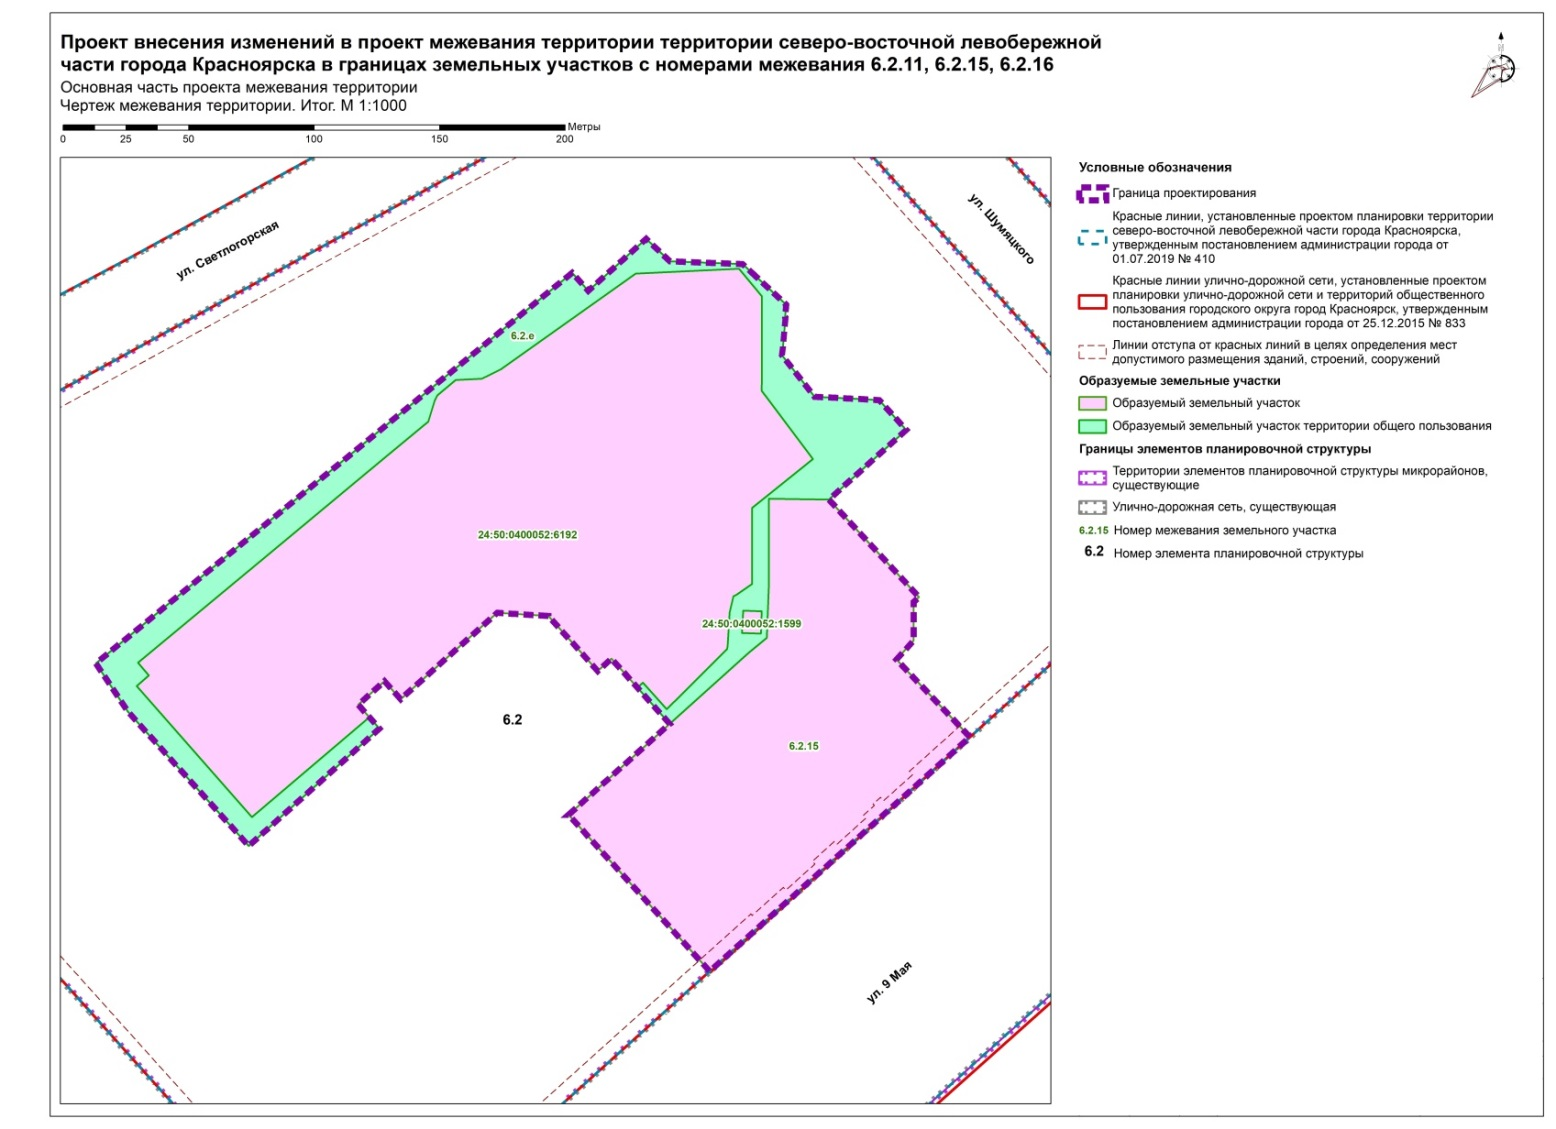 Проект внесения изменений в проект межевания территории территории северо-восточной левобережной
части города Красноярска в границах земельных участков с номерами межевания 6.2.11, 6.2.15, 6.2.16
Основная часть проекта межевания территории
Чертеж межевания территории. Итог. М 1:1000
Метры
0 25 50 100 150 200
ул. Светлогорская
ул. Шумяцкого
6.2.е
24:50:0400052:6192
24:50:0400052:1599
6.2
6.2.15
ул. 9 Мая
Условные обозначения
Граница проектирования
Красные линии, установленные проектом планировки территории
северо-восточной левобережной части города Красноярска,
утвержденным постановлением администрации города от
01.07.2019 № 410
Красные линии улично-дорожной сети, установленные проектом
планировки улично-дорожной сети и территорий общественного
пользования городского округа город Красноярск, утвержденным
постановлением администрации города от 25.12.2015 № 833
Линии отступа от красных линий в целях определения мест
допустимого размещения зданий, строений, сооружений
Образуемые земельные участки
Образуемый земельный участок
Образуемый земельный участок территории общего пользования
Границы элементов планировочной структуры
Территории элементов планировочной структуры микрорайонов,
существующие
Улично-дорожная сеть, существующая
6.2.15 Номер межевания земельного участка
6.2 Номер элемента планировочной структуры